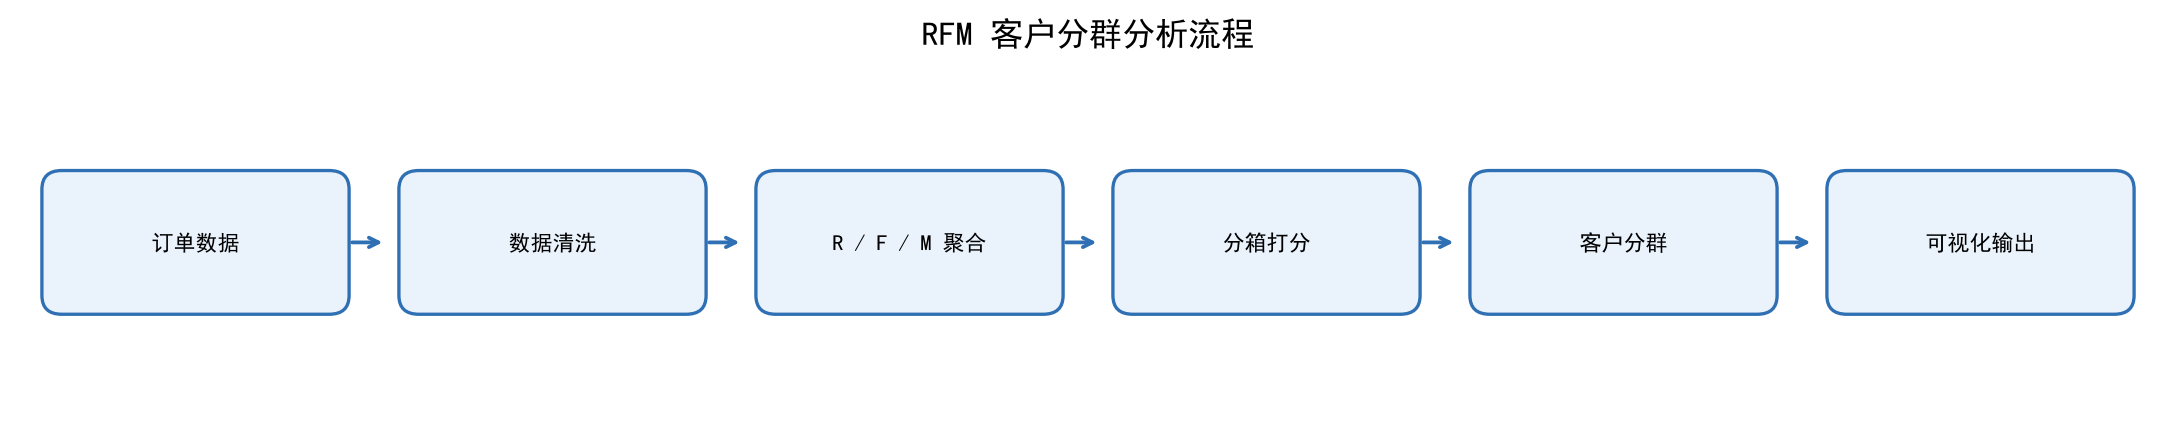 RFM 客户分群分析流程
订单数据
数据清洗
R / F / M 聚合
分箱打分
客户分群
可视化输出